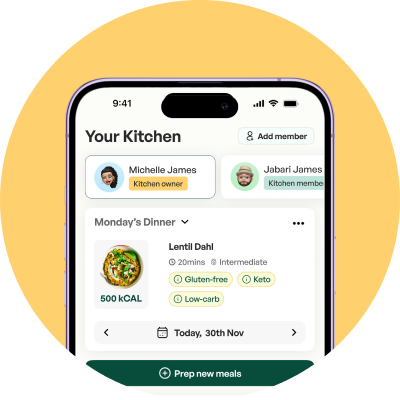 9:41
Your Kitchen
Add member
Michelle James
Kitchen owner
Jabari James
Kitchen membe
Monday's Dinner
Lentil Dahl
20mins Intermediate
Gluten-free Keto
Low-carb
500 kCAL
Today, 30th Nov
Prep new meals